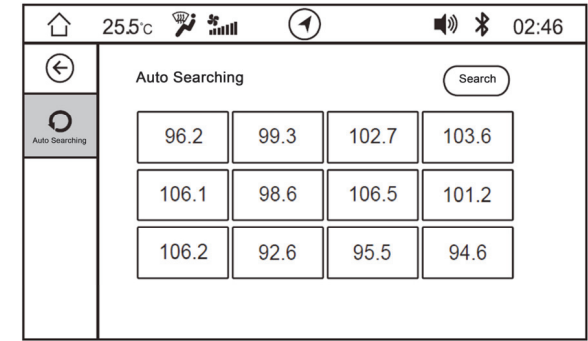 25.5°c 02:46
Auto Searching Search
Auto Searching
96.2 99.3 102.7 103.6
106.1 98.6 106.5 101.2
106.2 92.6 95.5 94.6